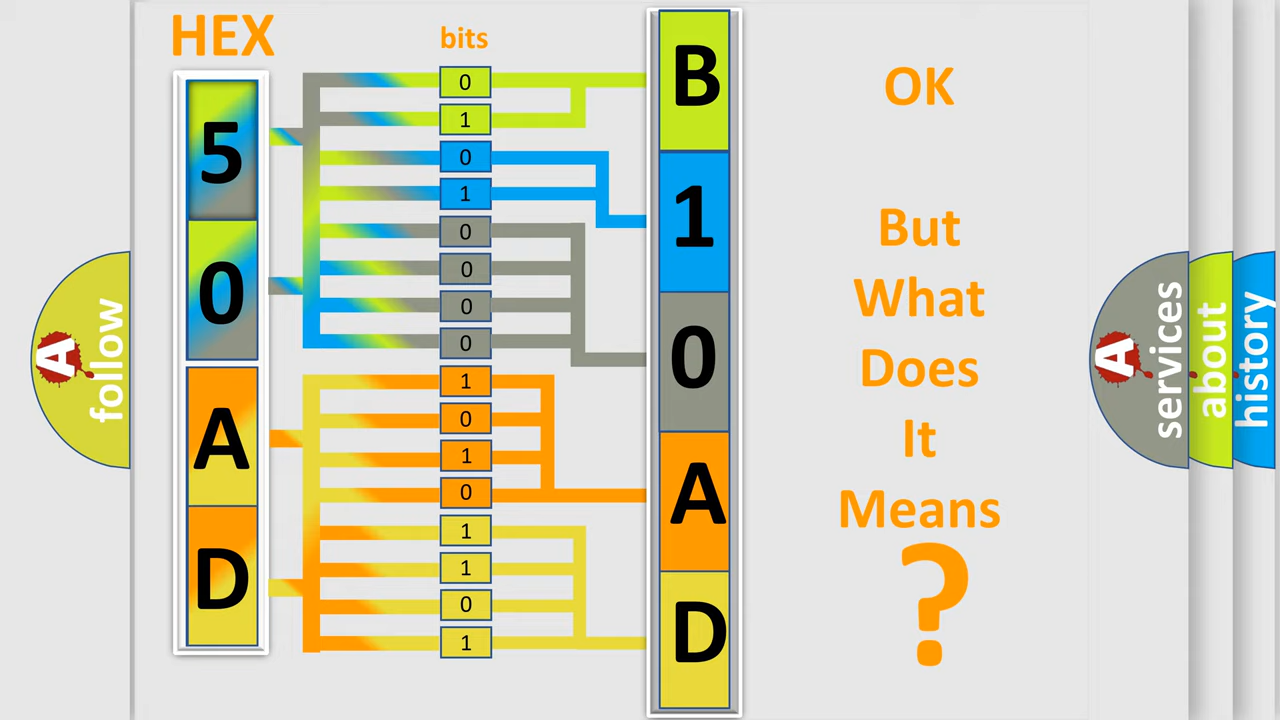 HEX
bits
5
0
A
D
0
1
0
1
0
0
0
0
1
0
1
0
1
1
0
1
B
1
0
A
D
OK
But
What
Does
It
Means
?
A
follow
A
services
about
history